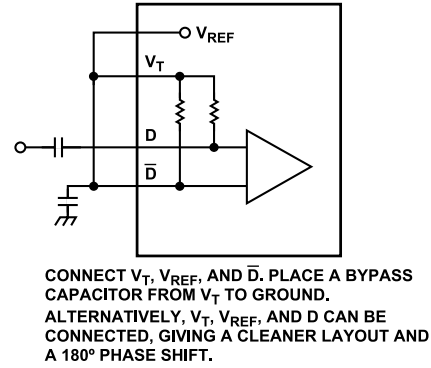 V_REF
V_T
D
D̅
CONNECT V_T, V_REF, AND D̅. PLACE A BYPASS
CAPACITOR FROM V_T TO GROUND.
ALTERNATIVELY, V_T, V_REF, AND D CAN BE
CONNECTED, GIVING A CLEANER LAYOUT AND
A 180º PHASE SHIFT.